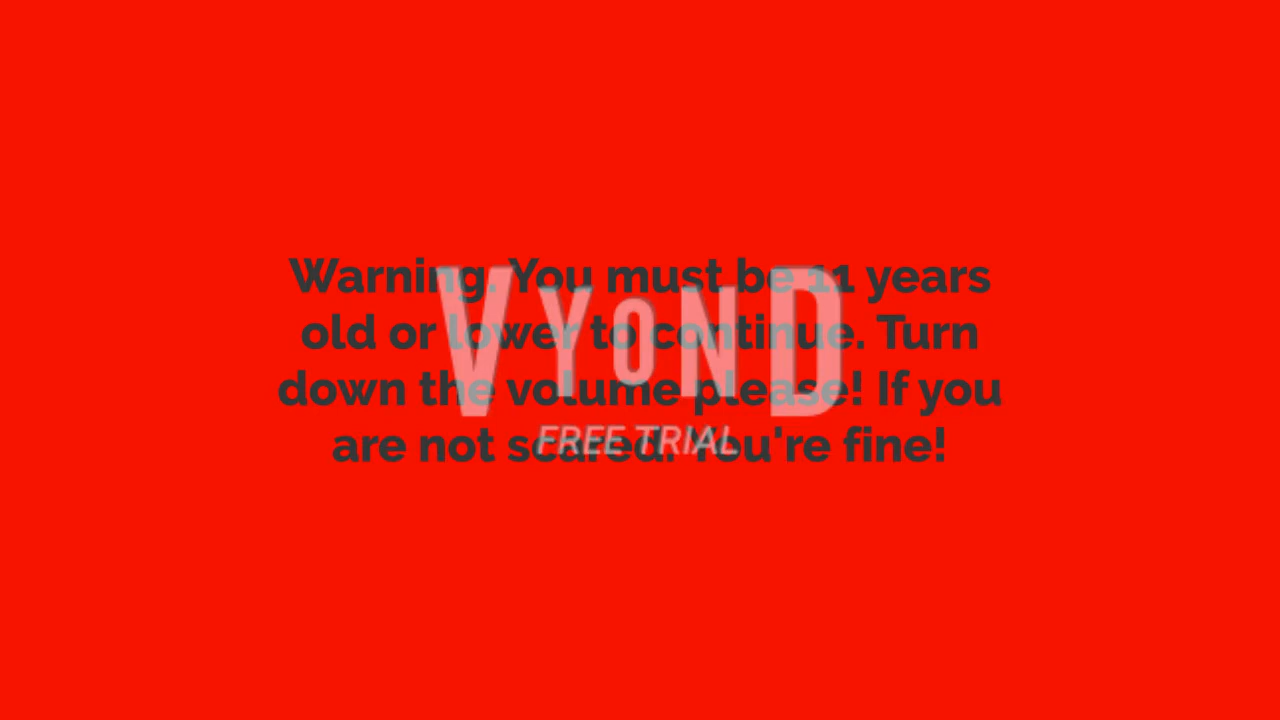 Warning. You must be 11 years
old or lower to continue. Turn
down the volume please! If you
are not scared. You're fine!
VYOND
FREE TRIAL